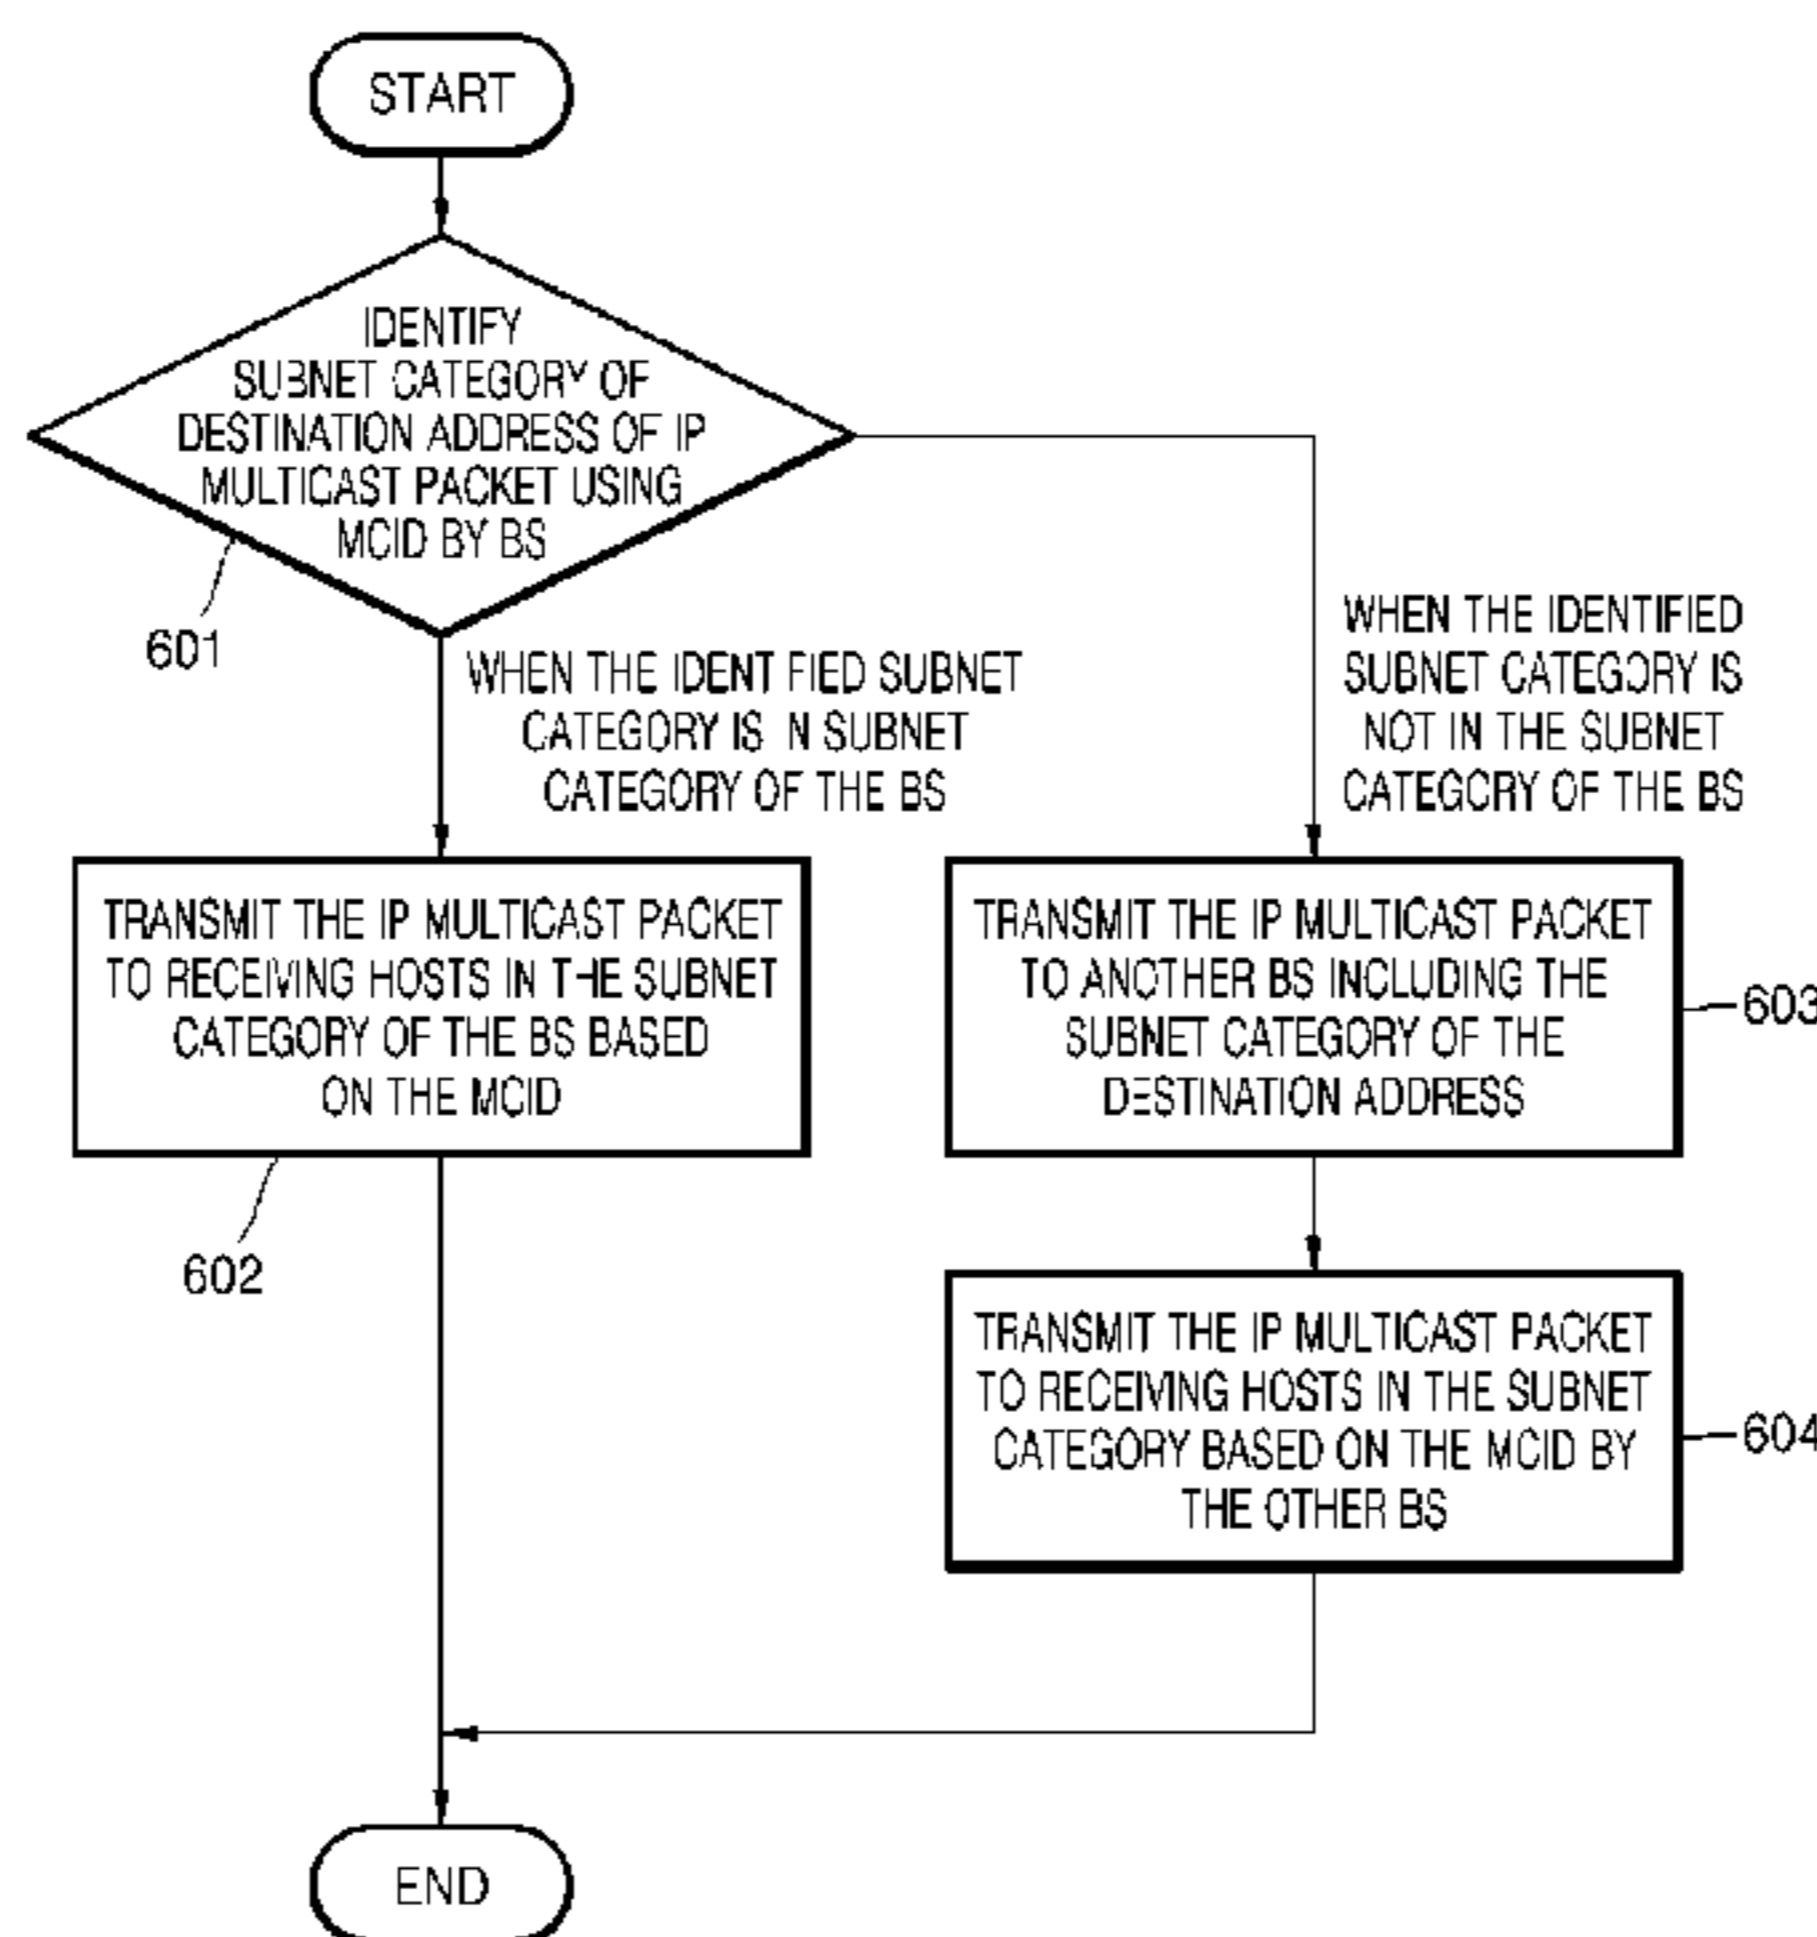 START
IDENTIFY
SUBNET CATEGORY OF
DESTINATION ADDRESS OF IP
MULTICAST PACKET USING
MCID BY BS
601
WHEN THE IDENTIFIED SUBNET
CATEGORY IS IN SUBNET
CATEGORY OF THE BS
WHEN THE IDENTIFIED
SUBNET CATEGORY IS
NOT IN THE SUBNET
CATEGORY OF THE BS
TRANSMIT THE IP MULTICAST PACKET
TO RECEIVING HOSTS IN THE SUBNET
CATEGORY OF THE BS BASED
ON THE MCID
602
TRANSMIT THE IP MULTICAST PACKET
TO ANOTHER BS INCLUDING THE
SUBNET CATEGORY OF THE
DESTINATION ADDRESS
603
TRANSMIT THE IP MULTICAST PACKET
TO RECEIVING HOSTS IN THE SUBNET
CATEGORY BASED ON THE MCID BY
THE OTHER BS
604
END